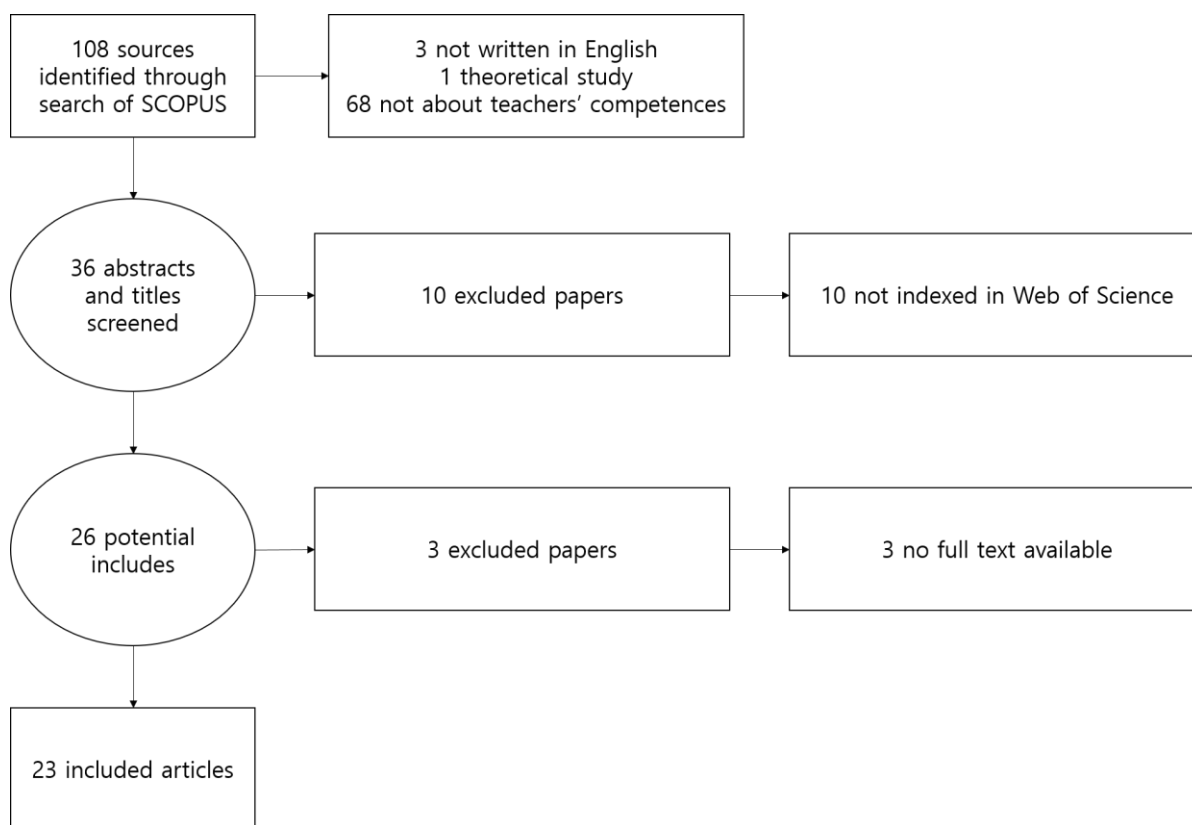 108 sources
identified through
search of SCOPUS
3 not written in English
1 theoretical study
68 not about teachers’ competences
36 abstracts
and titles
screened
10 excluded papers
10 not indexed in Web of Science
26 potential
includes
3 excluded papers
3 no full text available
23 included articles